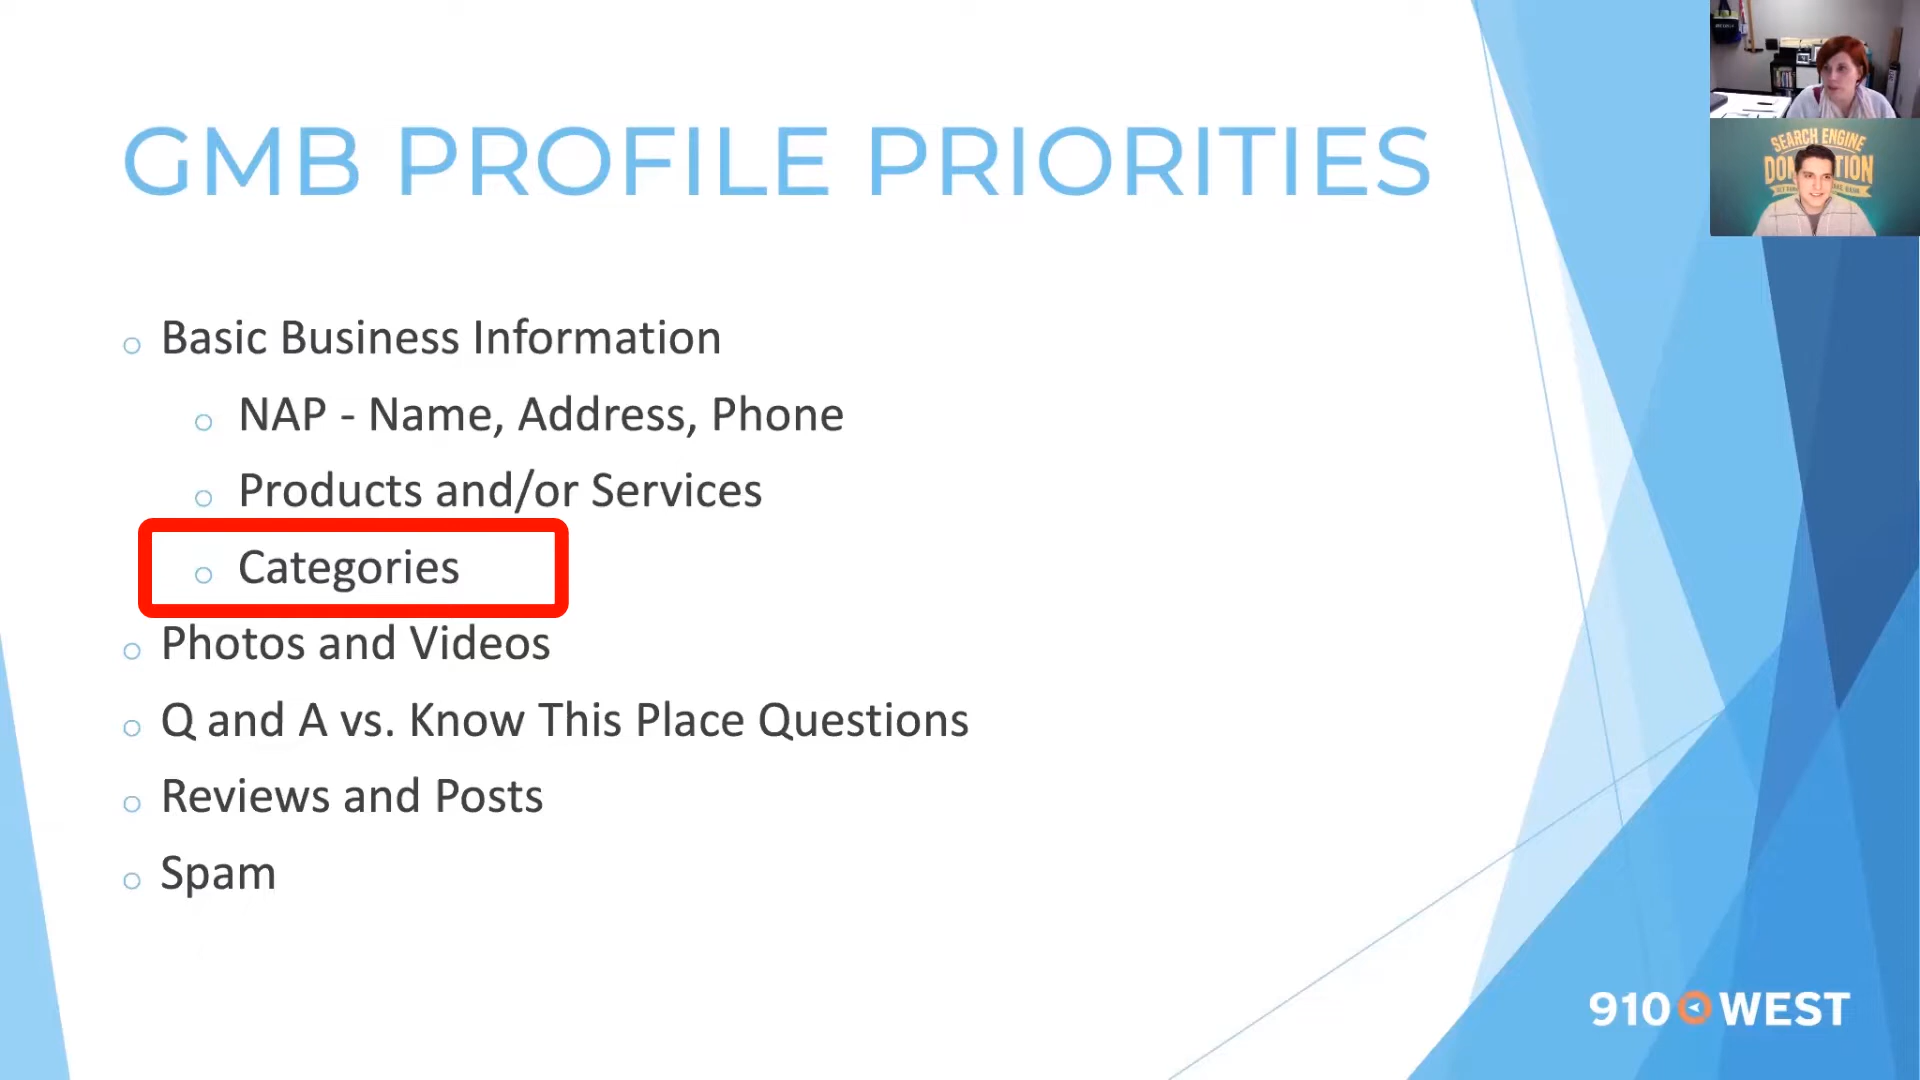 GMB PROFILE PRIORITIES
Basic Business Information
NAP - Name, Address, Phone
Products and/or Services
Categories
Photos and Videos
Q and A vs. Know This Place Questions
Reviews and Posts
Spam
SEARCH ENGINE
910 WEST